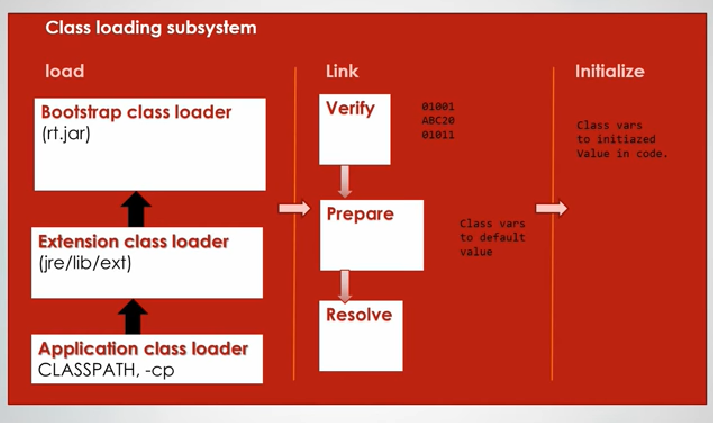 Class loading subsystem
load
Bootstrap class loader
(rt.jar)
Extension class loader
(jre/lib/ext)
Application class loader
CLASSPATH, -cp
Link
Verify
01001
ABC20
01011
Prepare
Class vars
to default
value
Resolve
Initialize
Class vars
to initiazed
Value in code.